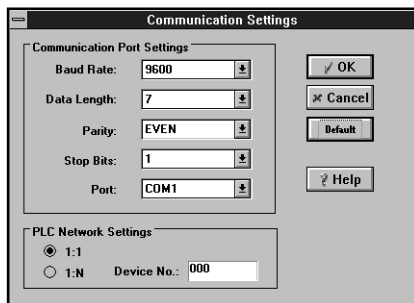 Communication Settings
Communication Port Settings
Baud Rate: 9600
Data Length: 7
Parity: EVEN
Stop Bits: 1
Port: COM1
OK
Cancel
Default
Help
PLC Network Settings
1:1
1:N Device No.: 000